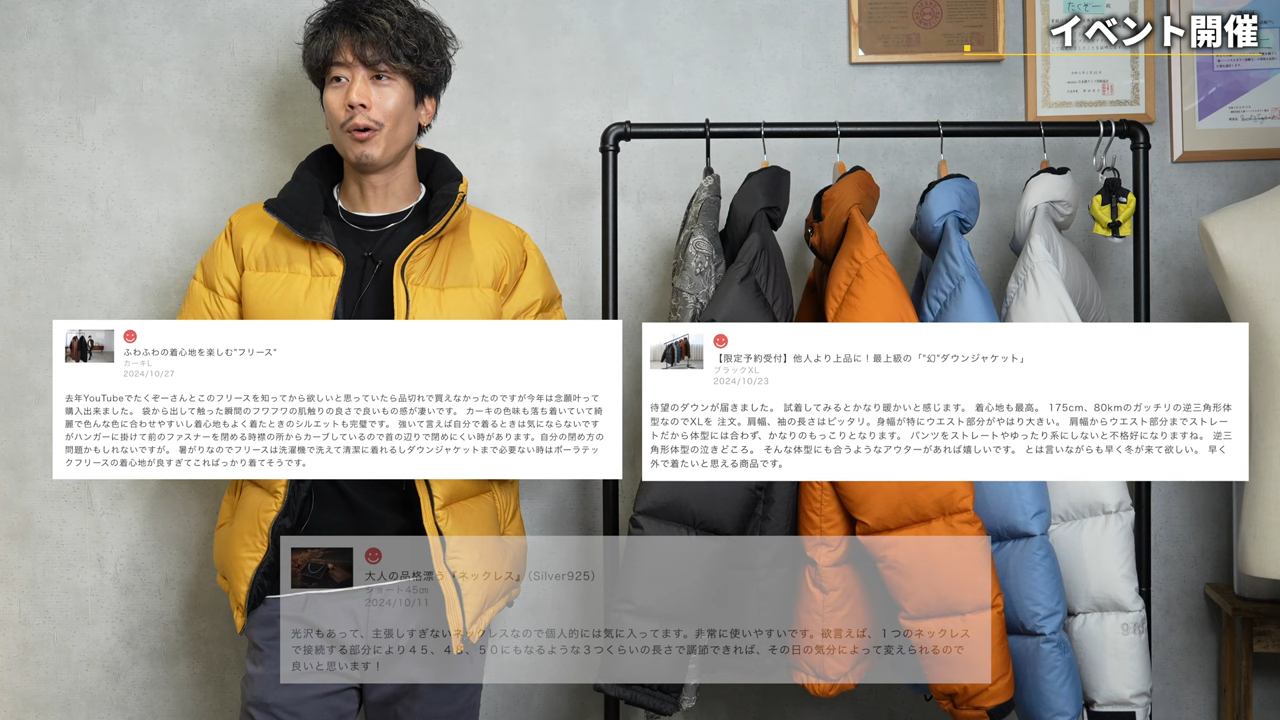 イベント開催
たくぞー 殿
ふわふわの着心地を楽しむ"フリース"
カーキL
2024/10/27
去年YouTubeでたくぞーさんとこのフリースを知ってから欲しいと思っていたら品切れで買えなかったのですが今年は念願叶って
購入出来ました。 袋から出して触った瞬間のフワフワの肌触りの良さで良いもの感が凄いです。 カーキの色味も落ち着いていて綺
麗で色んな色に合わせやすいし着心地もよく着たときのシルエットも完璧です。 強いて言えば自分で着るときは気にならないです
がハンガーに掛けて前のファスナーを閉める時襟の所からカーブしているので首の辺りで閉めにくい時があります。自分の閉め方の
問題かもしれないですが。 暑がりなのでフリースは洗濯機で洗えて清潔に着れるしダウンジャケットまで必要ない時はポーラテッ
クフリースの着心地が良すぎてこればっかり着てそうです。
【限定予約受付】他人より上品に！最上級の「"幻"ダウンジャケット」
ブラックXL
2024/10/23
待望のダウンが届きました。 試着してみるとかなり暖かいと感じます。 着心地も最高。 175cm、80kmのガッチリの逆三角形体
型なのでXLを 注文。肩幅、袖の長さはピッタリ。身幅が特にウエスト部分がやはり大きい。 肩幅からウエスト部分までストレー
トだから体型には合わず、かなりのもっこりとなります。 パンツをストレートやゆったり系にしないと不格好になりますね。 逆三
角形体型の泣きどころ。 そんな体型にも合うようなアウターがあれば嬉しいです。 とは言いながらも早く冬が来て欲しい。 早く
外で着たいと思える商品です。
大人の品格漂う『ネックレス』（Silver925）
ショート45cm
2024/10/11
光沢もあって、主張しすぎないネックレスなので個人的には気に入ってます。非常に使いやすいです。欲言えば、１つのネックレス
で接続する部分により４５、４８、５０にもなるような３つくらいの長さで調節できれば、その日の気分によって変えられるので
良いと思います！